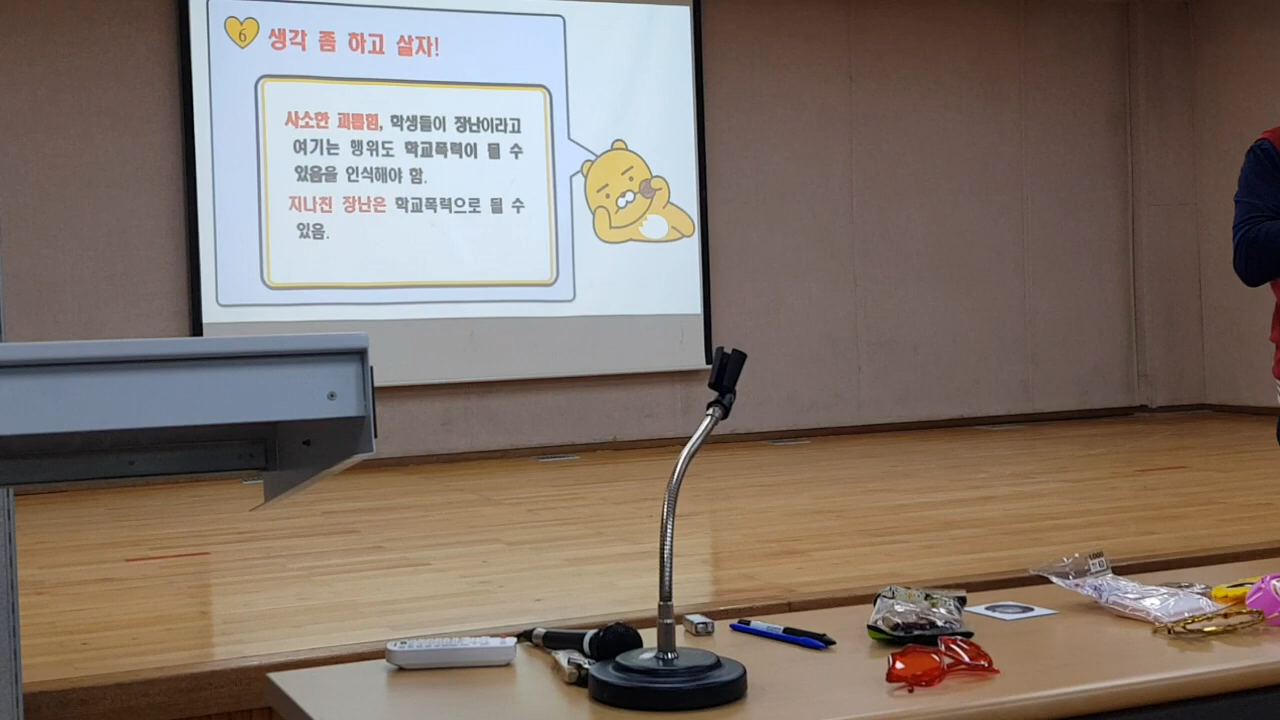 6 생각 좀 하고 살자!
사소한 괴롭힘, 학생들이 장난이라고
여기는 행위도 학교폭력이 될 수
있음을 인식해야 함.
지나친 장난은 학교폭력으로 될 수
있음.
1,000